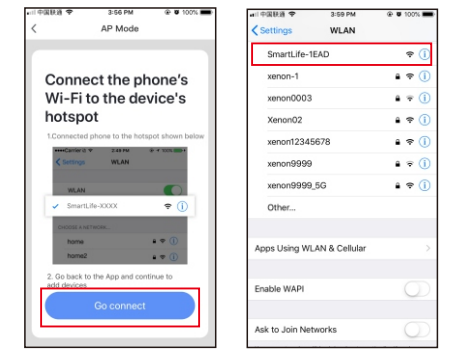 中国联通 3:56 PM 100%
AP Mode
Connect the phone's
Wi-Fi to the device's
hotspot
1.Connected phone to the hotspot shown below
Settings WLAN
WLAN
SmartLife-XXXX
CHOOSE A NETWORK...
home
home2
2. Go back to the App and continue to
add devices
Go connect
中国联通 3:59 PM 100%
Settings WLAN
SmartLife-1EAD
xenon-1
xenon0003
Xenon02
xenon12345678
xenon9999
xenon9999_5G
Other...
Apps Using WLAN & Cellular
Enable WAPI
Ask to Join Networks